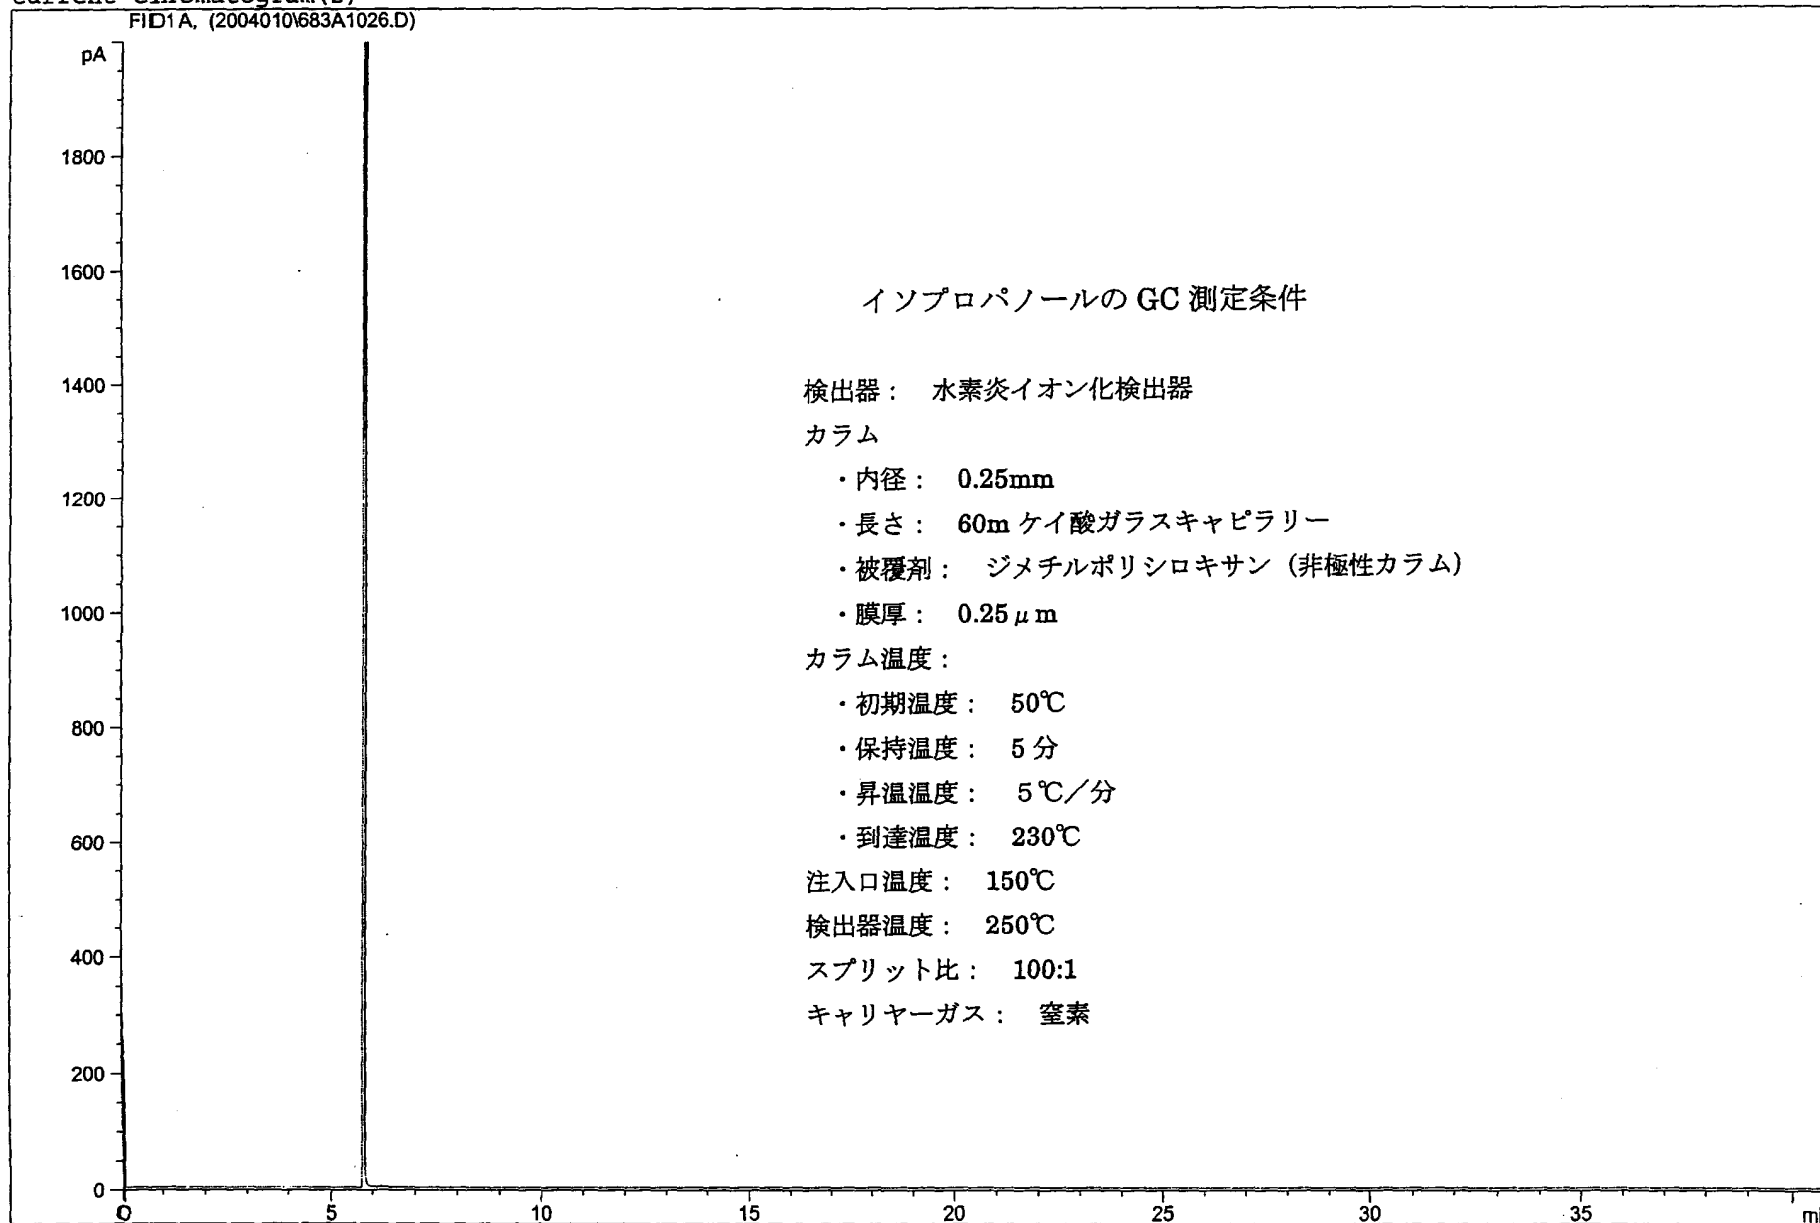 FID1 A, (2004010\683A1026.D)
pA
1800
1600
1400
1200
1000
800
600
400
200
0
0 5 10 15 20 25 30 35 m
イソプロパノールの GC 測定条件
検出器： 水素炎イオン化検出器
カラム
・内径： 0.25mm
・長さ： 60m ケイ酸ガラスキャピラリー
・被覆剤： ジメチルポリシロキサン（非極性カラム）
・膜厚： 0.25μm
カラム温度：
・初期温度： 50℃
・保持温度： 5 分
・昇温温度： 5℃／分
・到達温度： 230℃
注入口温度： 150℃
検出器温度： 250℃
スプリット比： 100:1
キャリヤーガス： 窒素